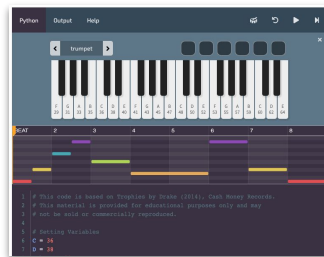 Python Output Help
trumpet
BEAT 2 3 4 5 6 7 8
1 # This code is based on Trophies by Drake (2014), Cash Money Records.
2 # This material is provided for educational purposes only and may
3 # not be sold or commercially reproduced.
4
5 # Setting Variables
6 C = 36
7 D = 38